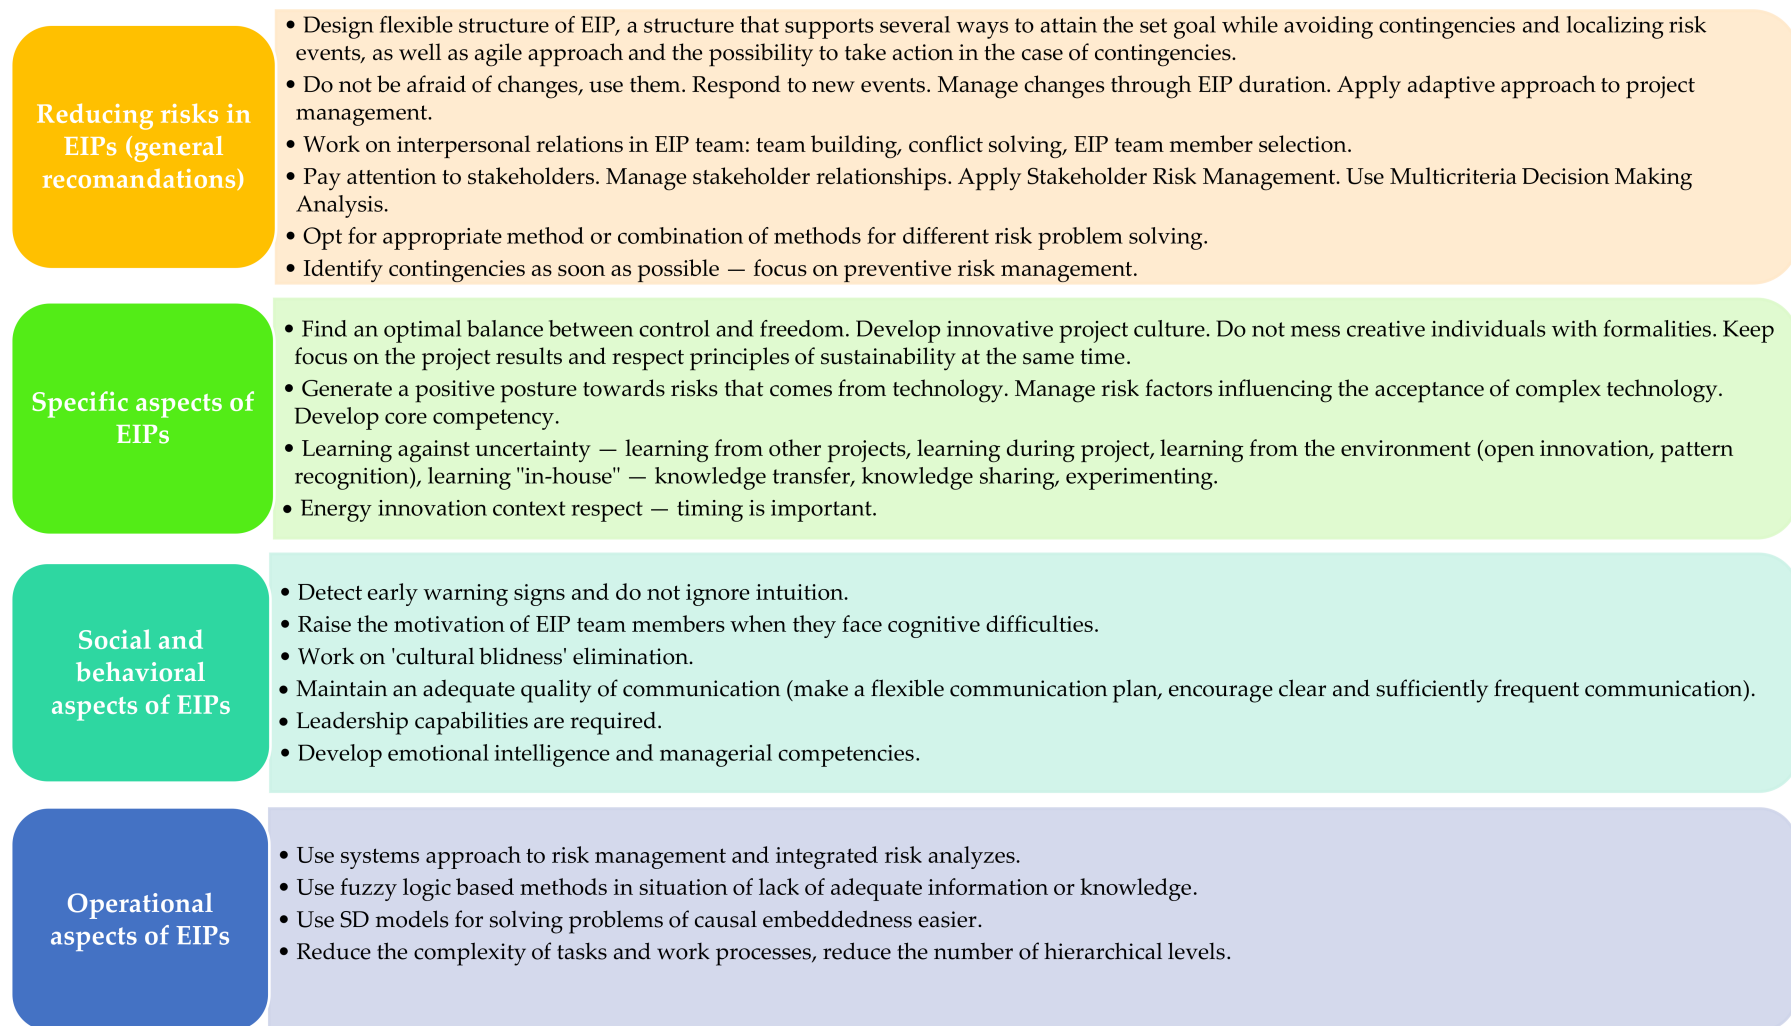 Reducing risks in
EIPs (general
recomandations)
• Design flexible structure of EIP, a structure that supports several ways to attain the set goal while avoiding contingencies and localizing risk
events, as well as agile approach and the possibility to take action in the case of contingencies.
• Do not be afraid of changes, use them. Respond to new events. Manage changes through EIP duration. Apply adaptive approach to project
management.
• Work on interpersonal relations in EIP team: team building, conflict solving, EIP team member selection.
• Pay attention to stakeholders. Manage stakeholder relationships. Apply Stakeholder Risk Management. Use Multicriteria Decision Making
Analysis.
• Opt for appropriate method or combination of methods for different risk problem solving.
• Identify contingencies as soon as possible — focus on preventive risk management.
Specific aspects of
EIPs
• Find an optimal balance between control and freedom. Develop innovative project culture. Do not mess creative individuals with formalities. Keep
focus on the project results and respect principles of sustainability at the same time.
• Generate a positive posture towards risks that comes from technology. Manage risk factors influencing the acceptance of complex technology.
Develop core competency.
• Learning against uncertainty — learning from other projects, learning during project, learning from the environment (open innovation, pattern
recognition), learning "in-house" — knowledge transfer, knowledge sharing, experimenting.
• Energy innovation context respect — timing is important.
Social and
behavioral
aspects of EIPs
• Detect early warning signs and do not ignore intuition.
• Raise the motivation of EIP team members when they face cognitive difficulties.
• Work on 'cultural blidness' elimination.
• Maintain an adequate quality of communication (make a flexible communication plan, encourage clear and sufficiently frequent communication).
• Leadership capabilities are required.
• Develop emotional intelligence and managerial competencies.
Operational
aspects of EIPs
• Use systems approach to risk management and integrated risk analyzes.
• Use fuzzy logic based methods in situation of lack of adequate information or knowledge.
• Use SD models for solving problems of causal embeddedness easier.
• Reduce the complexity of tasks and work processes, reduce the number of hierarchical levels.